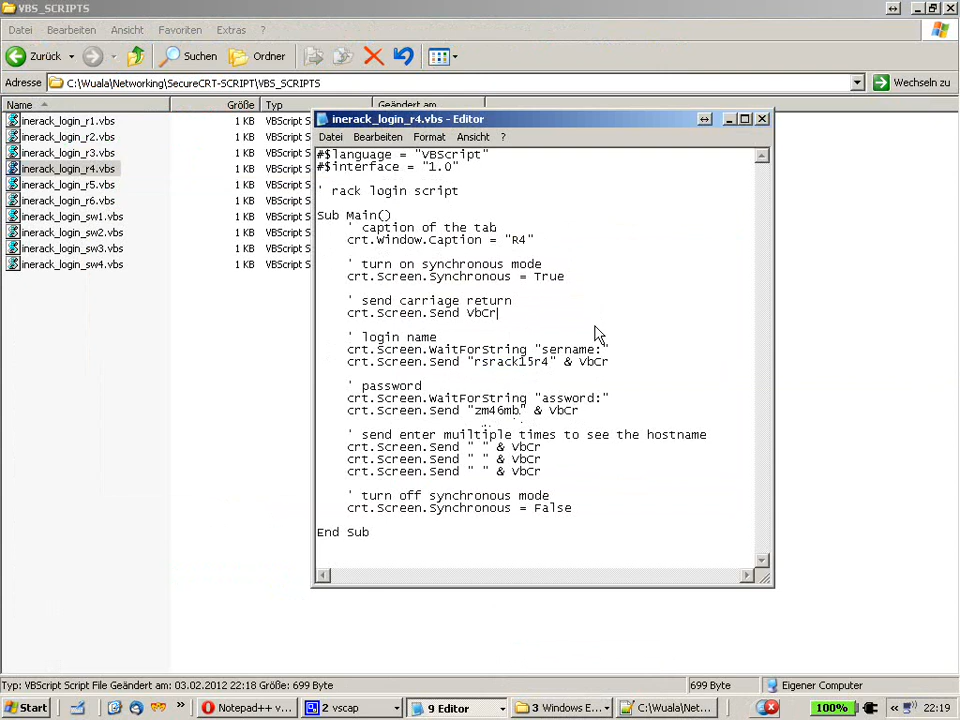 VBS_SCRIPTS
Datei Bearbeiten Ansicht Favoriten Extras ?
Zurück Suchen Ordner
Adresse C:\Wuala\Networking\SecureCRT-SCRIPT\VBS_SCRIPTS Wechseln zu
Name Größe Typ Geändert am
inerack_login_r1.vbs 1 KB VBScript S
inerack_login_r2.vbs 1 KB VBScript S
inerack_login_r3.vbs 1 KB VBScript S
inerack_login_r4.vbs 1 KB VBScript S
inerack_login_r5.vbs 1 KB VBScript S
inerack_login_r6.vbs 1 KB VBScript S
inerack_login_sw1.vbs 1 KB VBScript S
inerack_login_sw2.vbs 1 KB VBScript S
inerack_login_sw3.vbs 1 KB VBScript S
inerack_login_sw4.vbs 1 KB VBScript S
inerack_login_r4.vbs - Editor
Datei Bearbeiten Format Ansicht ?
#$language = "VBScript"
#$interface = "1.0"
' rack login script
Sub Main()
' caption of the tab
crt.Window.Caption = "R4"
' turn on synchronous mode
crt.Screen.Synchronous = True
' send carriage return
crt.Screen.Send VbCr
' login name
crt.Screen.WaitForString "sername:"
crt.Screen.Send "rsrack15r4" & VbCr
' password
crt.Screen.WaitForString "assword:"
crt.Screen.Send "zm46mb" & VbCr
' send enter muiltiple times to see the hostname
crt.Screen.Send " " & VbCr
crt.Screen.Send " " & VbCr
crt.Screen.Send " " & VbCr
' turn off synchronous mode
crt.Screen.Synchronous = False
End Sub
Typ: VBScript Script File Geändert am: 03.02.2012 22:18 Größe: 699 Byte 699 Byte Eigener Computer
Start » Notepad++ v... 2 vscap 9 Editor 3 Windows E... C:\Wuala\Net... 100% « 22:19